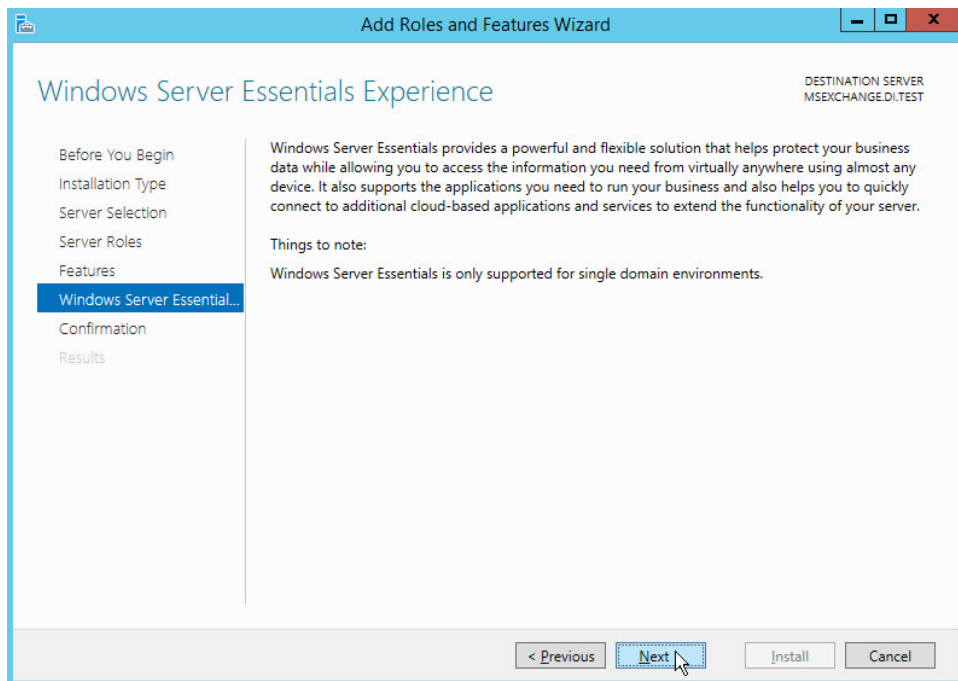 Add Roles and Features Wizard
Windows Server Essentials Experience
DESTINATION SERVER
MSEXCHANGE.DI.TEST
Before You Begin
Installation Type
Server Selection
Server Roles
Features
Windows Server Essential...
Confirmation
Results
Windows Server Essentials provides a powerful and flexible solution that helps protect your business
data while allowing you to access the information you need from virtually anywhere using almost any
device. It also supports the applications you need to run your business and also helps you to quickly
connect to additional cloud-based applications and services to extend the functionality of your server.
Things to note:
Windows Server Essentials is only supported for single domain environments.
< Previous
Next
Install
Cancel